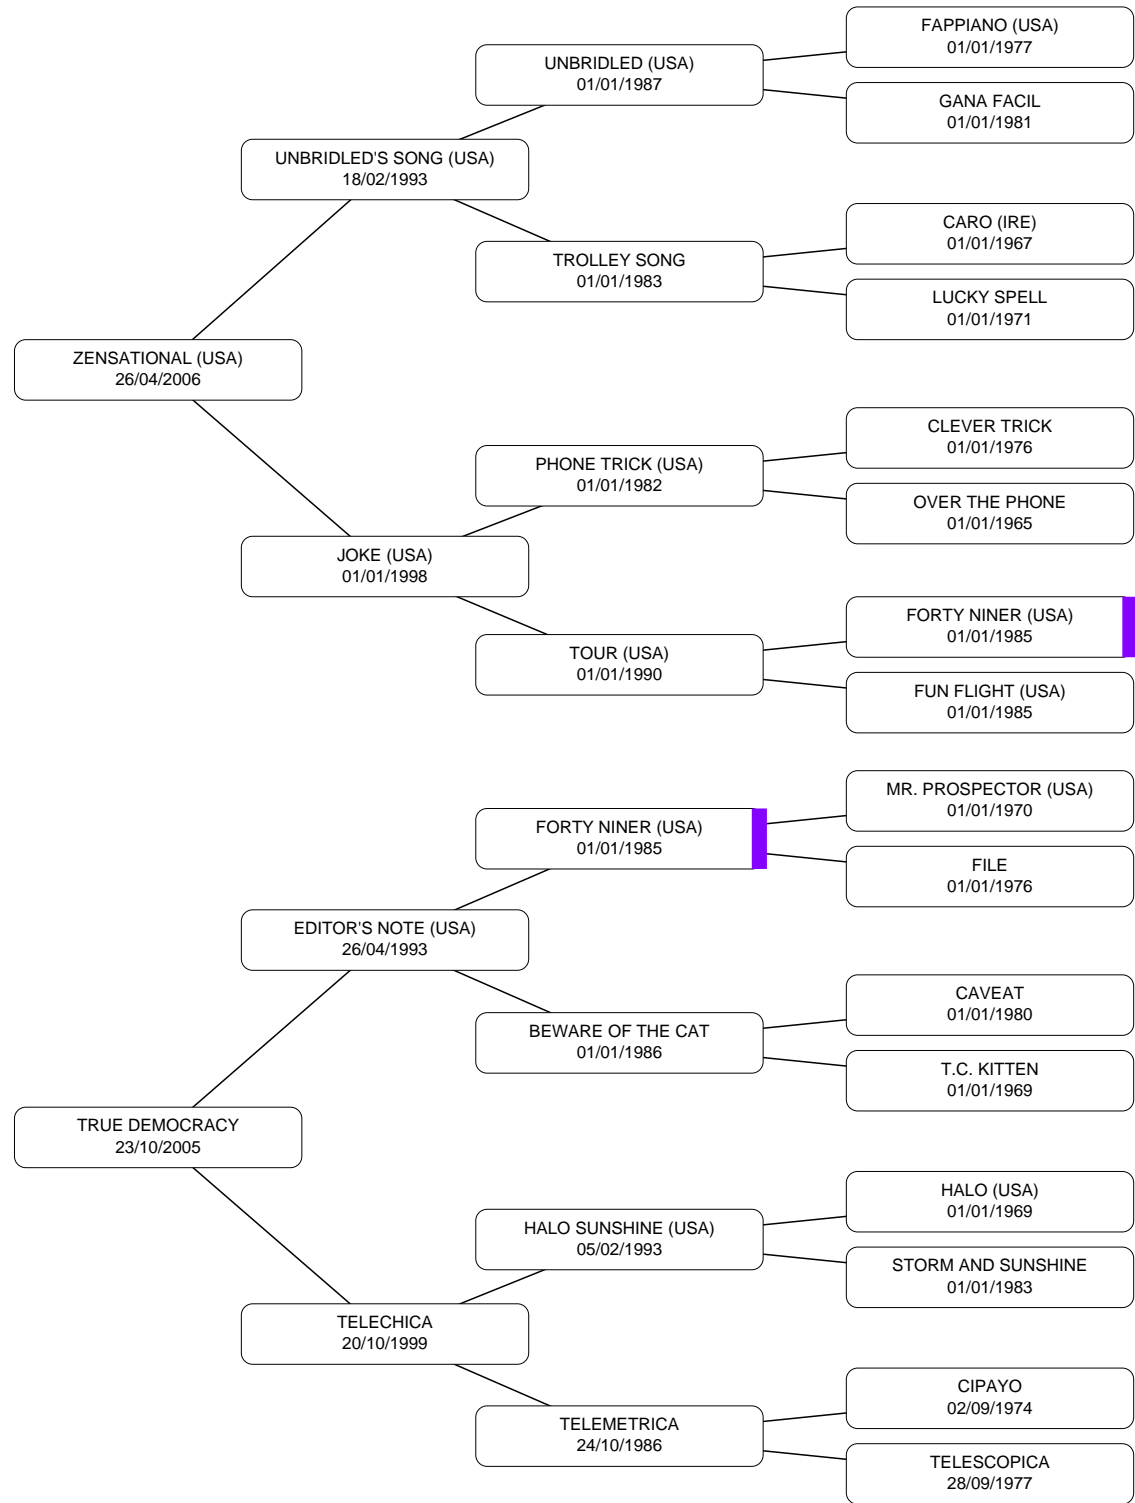 FAPPIANO (USA)
01/01/1977
UNBRIDLED (USA)
01/01/1987
GANA FACIL
01/01/1981
UNBRIDLED'S SONG (USA)
18/02/1993
CARO (IRE)
01/01/1967
TROLLEY SONG
01/01/1983
LUCKY SPELL
01/01/1971
ZENSATIONAL (USA)
26/04/2006
CLEVER TRICK
01/01/1976
PHONE TRICK (USA)
01/01/1982
OVER THE PHONE
01/01/1965
JOKE (USA)
01/01/1998
FORTY NINER (USA)
01/01/1985
TOUR (USA)
01/01/1990
FUN FLIGHT (USA)
01/01/1985
MR. PROSPECTOR (USA)
01/01/1970
FORTY NINER (USA)
01/01/1985
FILE
01/01/1976
EDITOR'S NOTE (USA)
26/04/1993
CAVEAT
01/01/1980
BEWARE OF THE CAT
01/01/1986
T.C. KITTEN
01/01/1969
TRUE DEMOCRACY
23/10/2005
HALO (USA)
01/01/1969
HALO SUNSHINE (USA)
05/02/1993
STORM AND SUNSHINE
01/01/1983
TELECHICA
20/10/1999
CIPAYO
02/09/1974
TELEMETRICA
24/10/1986
TELESCOPICA
28/09/1977